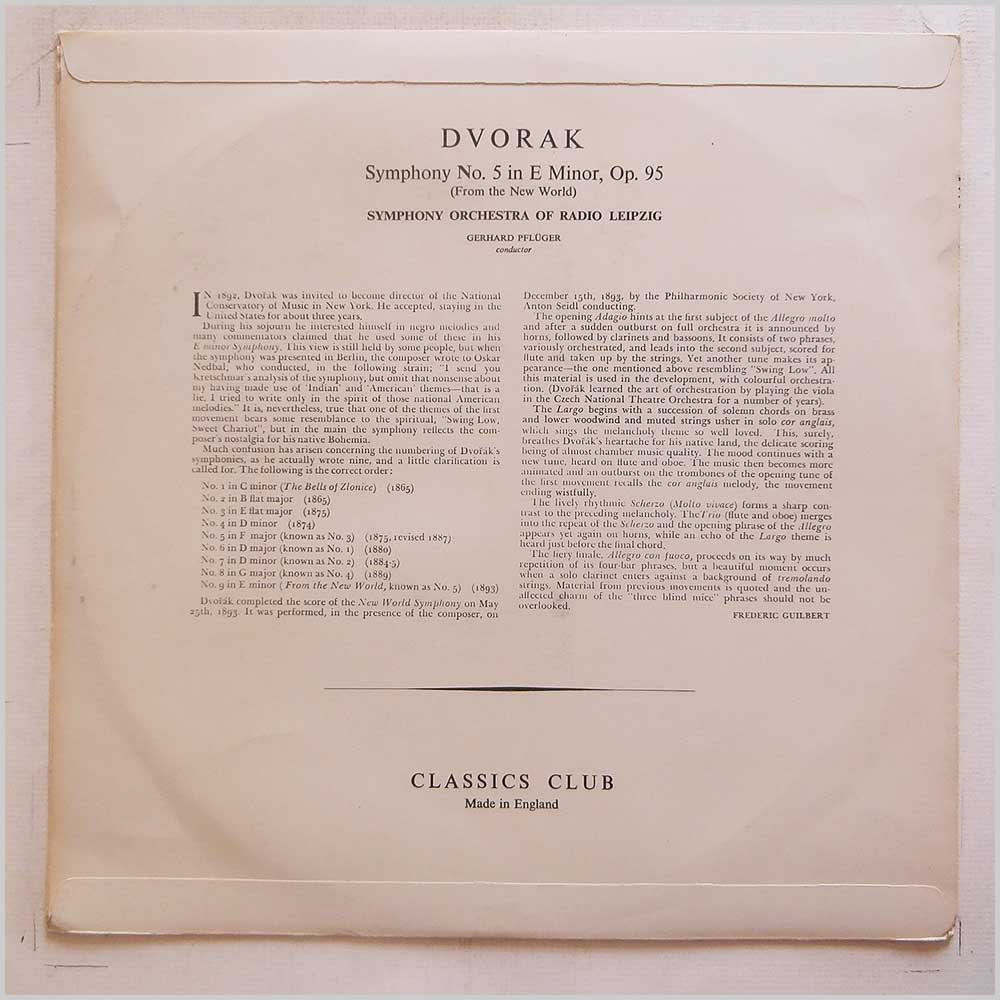 DVORAK
Symphony No. 5 in E Minor, Op. 95
(From the New World)
SYMPHONY ORCHESTRA OF RADIO LEIPZIG
GERHARD PFLÜGER
conductor
IN 1892, Dvořák was invited to become director of the National
Conservatory of Music in New York. He accepted, staying in the
United States for about three years.
During his sojourn he interested himself in negro melodies and
many commentators claimed that he used some of these in his
E minor Symphony. This view is still held by some people, but when
the symphony was presented in Berlin, the composer wrote to Oskar
Nedbal, who conducted, in the following strain; "I send you
Kretschmar's analysis of the symphony, but omit that nonsense about
my having made use of 'Indian' and 'American' themes—that is a
lie. I tried to write only in the spirit of those national American
melodies." It is, nevertheless, true that one of the themes of the first
movement bears some resemblance to the spiritual, "Swing Low,
Sweet Chariot", but in the main the symphony reflects the com-
poser's nostalgia for his native Bohemia.
Much confusion has arisen concerning the numbering of Dvořák's
symphonies, as he actually wrote nine, and a little clarification is
called for. The following is the correct order:
No. 1 in C minor (The Bells of Zlonice) (1865)
No. 2 in B flat major (1865)
No. 3 in E flat major (1875)
No. 4 in D minor (1874)
No. 5 in F major (known as No. 3) (1875, revised 1887)
No. 6 in D major (known as No. 1) (1880)
No. 7 in D minor (known as No. 2) (1884-5)
No. 8 in G major (known as No. 4) (1889)
No. 9 in E minor (From the New World, known as No. 5) (1893)
Dvořák completed the score of the New World Symphony on May
25th, 1893. It was performed, in the presence of the composer, on
December 15th, 1893, by the Philharmonic Society of New York,
Anton Seidl conducting.
The opening Adagio hints at the first subject of the Allegro molto
and after a sudden outburst on full orchestra it is announced by
horns, followed by clarinets and bassoons. It consists of two phrases,
variously orchestrated, and leads into the second subject, scored for
flute and taken up by the strings. Yet another tune makes its ap-
pearance—the one mentioned above resembling "Swing Low". All
this material is used in the development, with colourful orchestra-
tion. (Dvořák learned the art of orchestration by playing the viola
in the Czech National Theatre Orchestra for a number of years).
The Largo begins with a succession of solemn chords on brass
and lower woodwind and muted strings usher in solo cor anglais,
which sings the melancholy theme so well loved. This, surely,
breathes Dvořák's heartache for his native land, the delicate scoring
being of almost chamber music quality. The mood continues with a
new tune, heard on flute and oboe. The music then becomes more
animated and an outburst on the trombones of the opening tune of
the first movement recalls the cor anglais melody, the movement
ending wistfully.
The lively rhythmic Scherzo (Molto vivace) forms a sharp con-
trast to the preceding melancholy. The Trio (flute and oboe) merges
into the repeat of the Scherzo and the opening phrase of the Allegro
appears yet again on horns, while an echo of the Largo theme is
heard just before the final chord.
The fiery finale, Allegro con fuoco, proceeds on its way by much
repetition of its four-bar phrases, but a beautiful moment occurs
when a solo clarinet enters against a background of tremolando
strings. Material from previous movements is quoted and the un-
affected charm of the "three blind mice" phrases should not be
overlooked.
FREDERIC GUILBERT
CLASSICS CLUB
Made in England